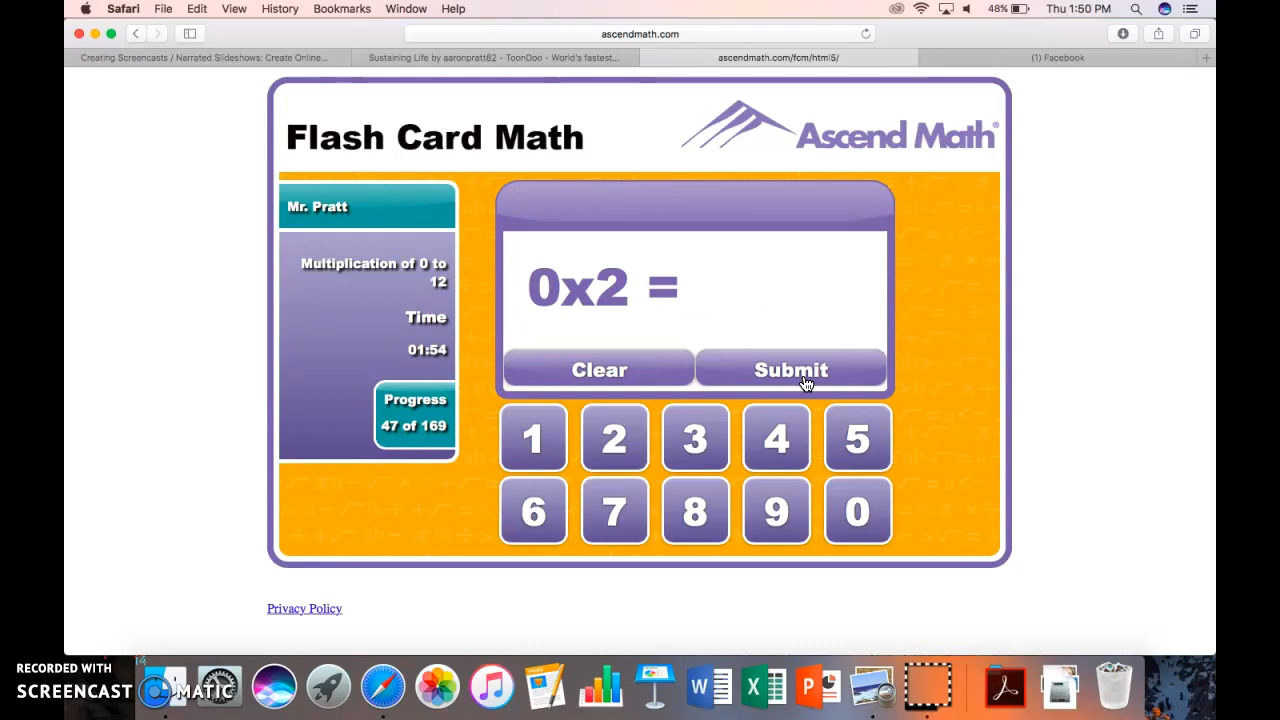 Safari File Edit View History Bookmarks Window Help 48% Thu 1:50 PM
ascendmath.com
Creating Screencasts / Narrated Slideshows: Create Online... Sustaining Life by aaronpratt82 - ToonDoo - World's fastest... ascendmath.com/fcm/html5/ (1) Facebook
Flash Card Math
Ascend Math®
Mr. Pratt
Multiplication of 0 to
12
Time
01:54
Progress
47 of 169
0x2 =
Clear Submit
1 2 3 4 5
6 7 8 9 0
Privacy Policy
RECORDED WITH
SCREENCAST MATIC
W X P